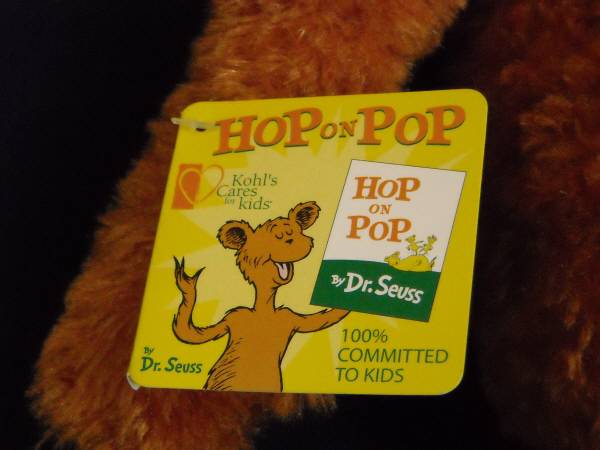 HOP ON POP
Kohl's
Cares
for kids
HOP
ON
POP
By Dr. Seuss
100%
COMMITTED
TO KIDS
By
Dr. Seuss